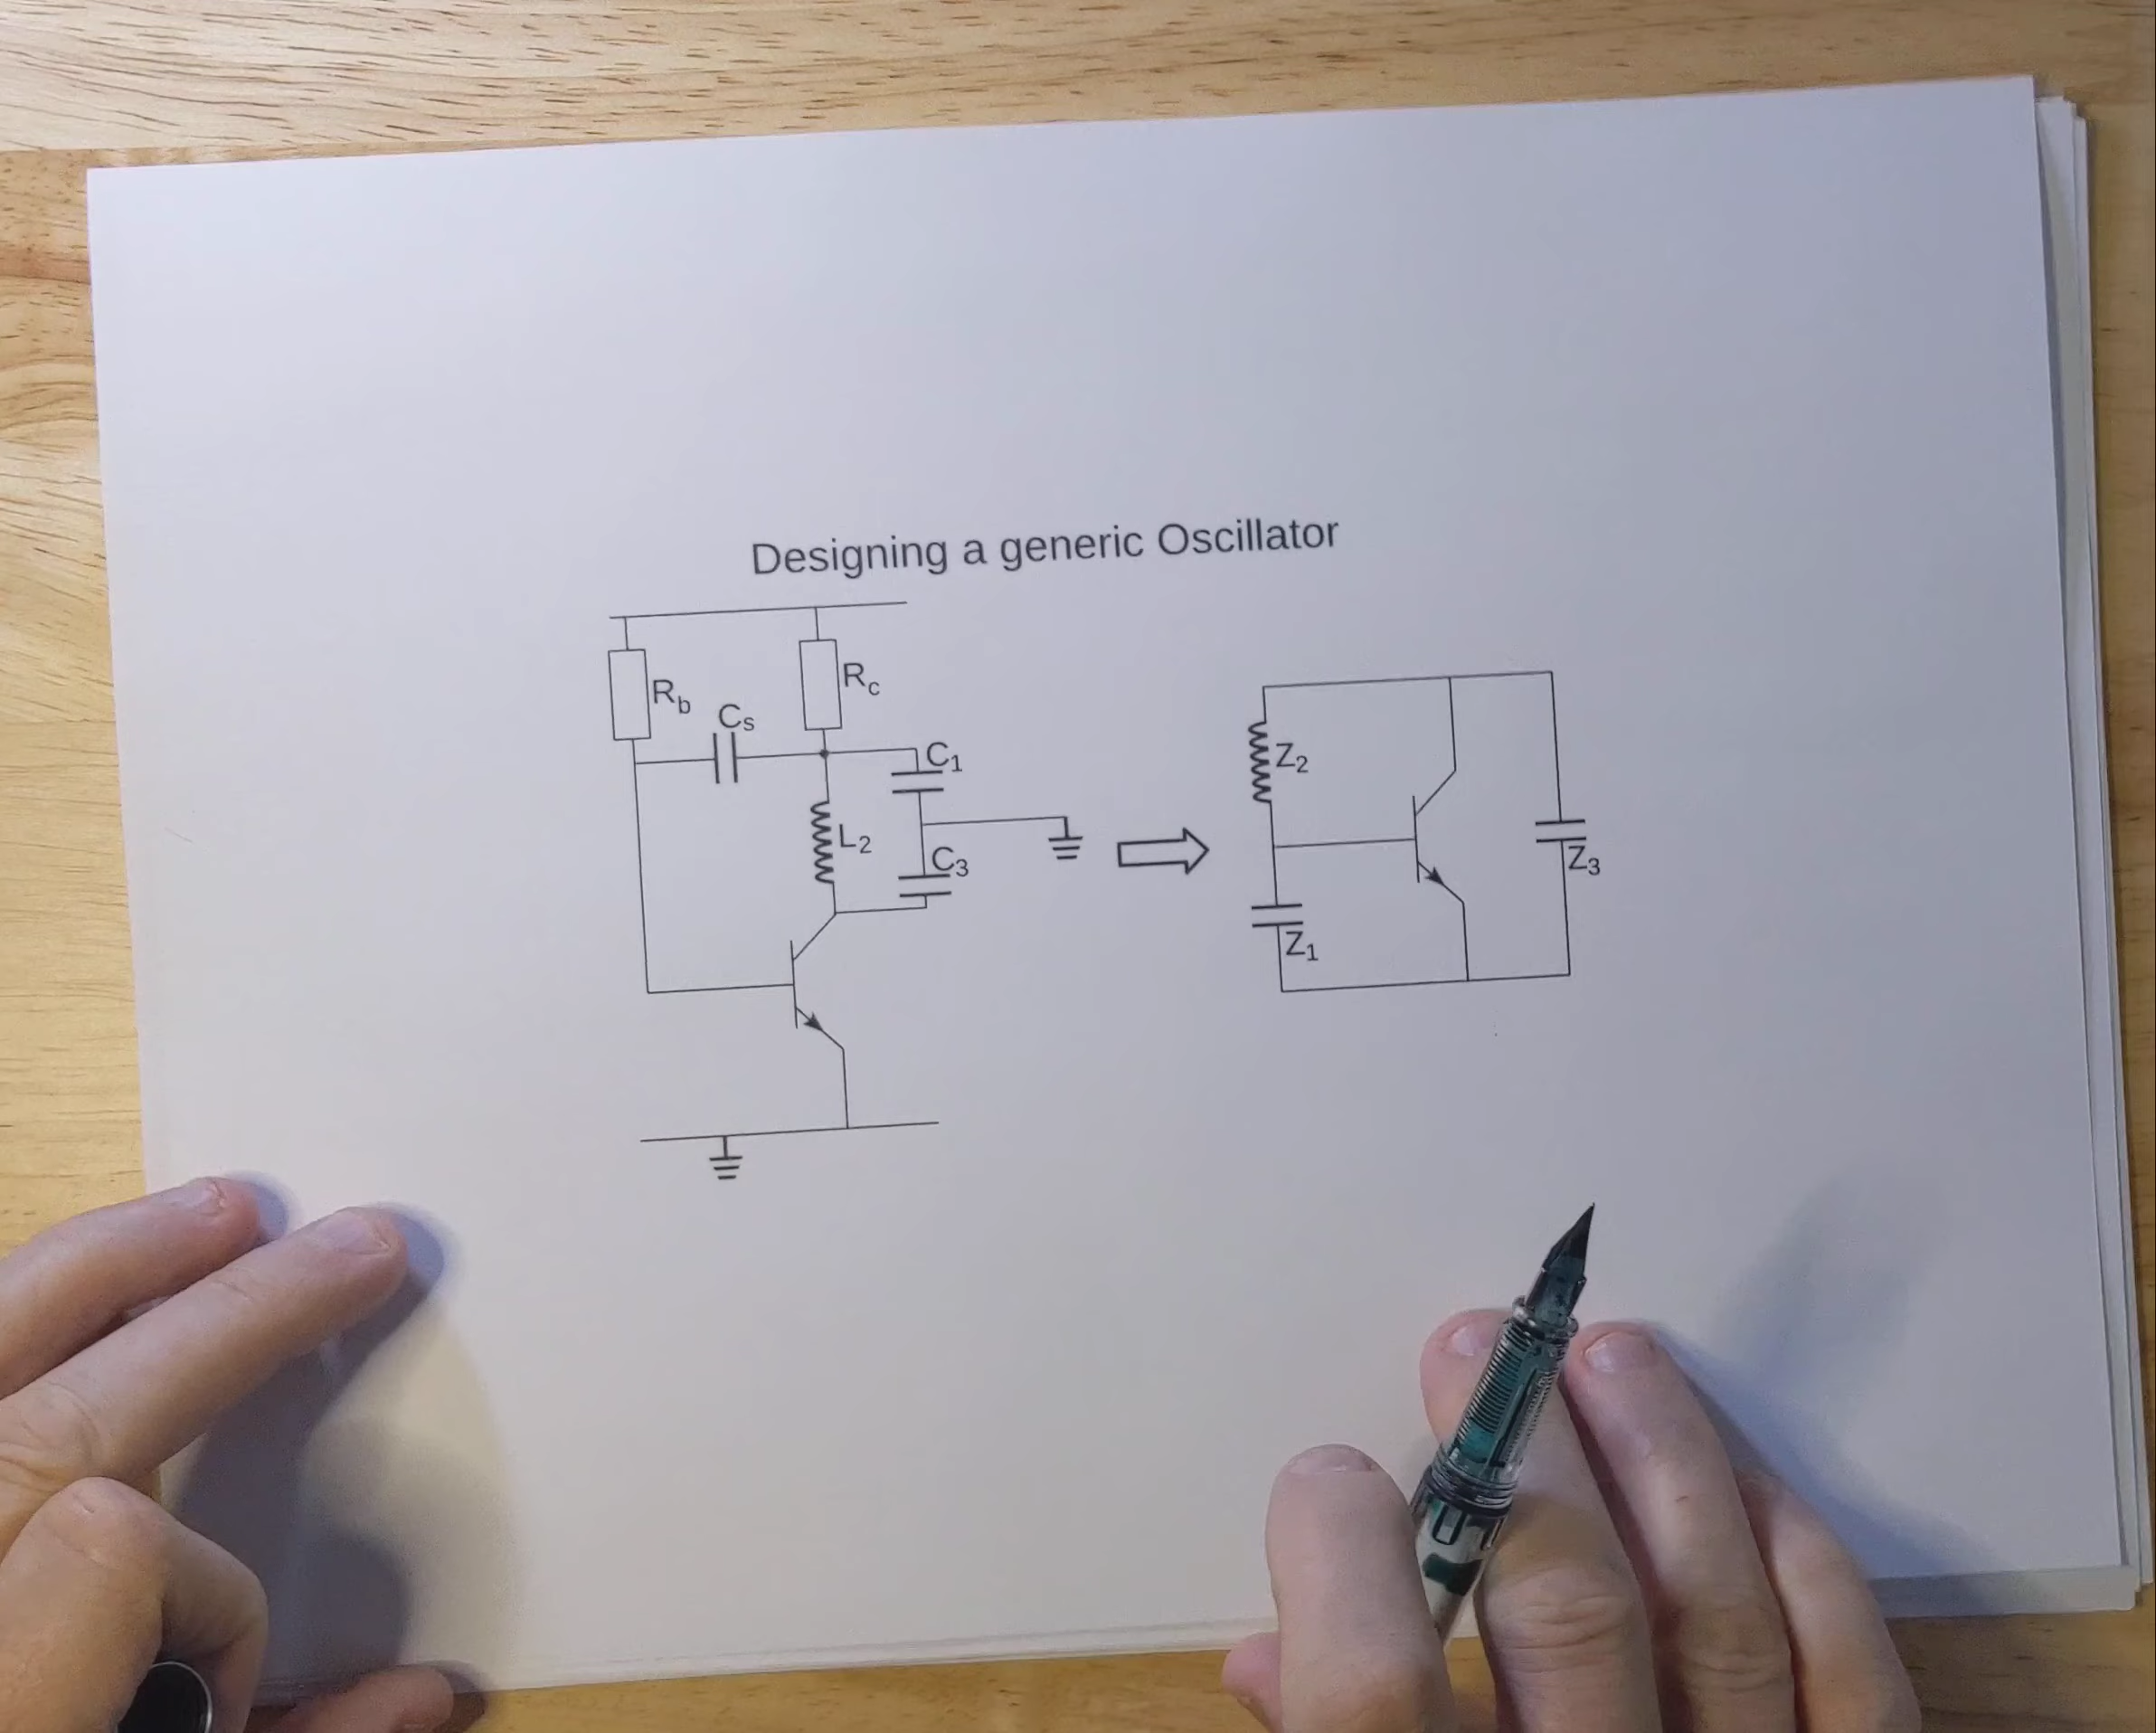 Designing a generic Oscillator
Rb
Rc
Cs
C1
L2
C3
Z2
Z3
Z1